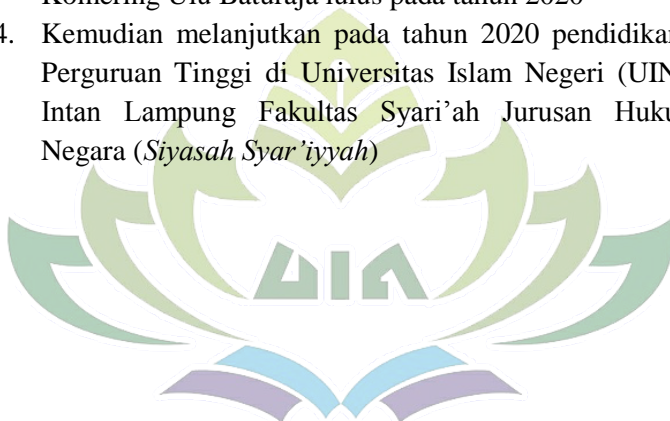 Komering Ulu Baturaja lulus pada tahun 2020
4. Kemudian melanjutkan pada tahun 2020 pendidikan
Perguruan Tinggi di Universitas Islam Negeri (UIN
Intan Lampung Fakultas Syari'ah Jurusan Huku
Negara (Siyasah Syar'iyyah)
UIN